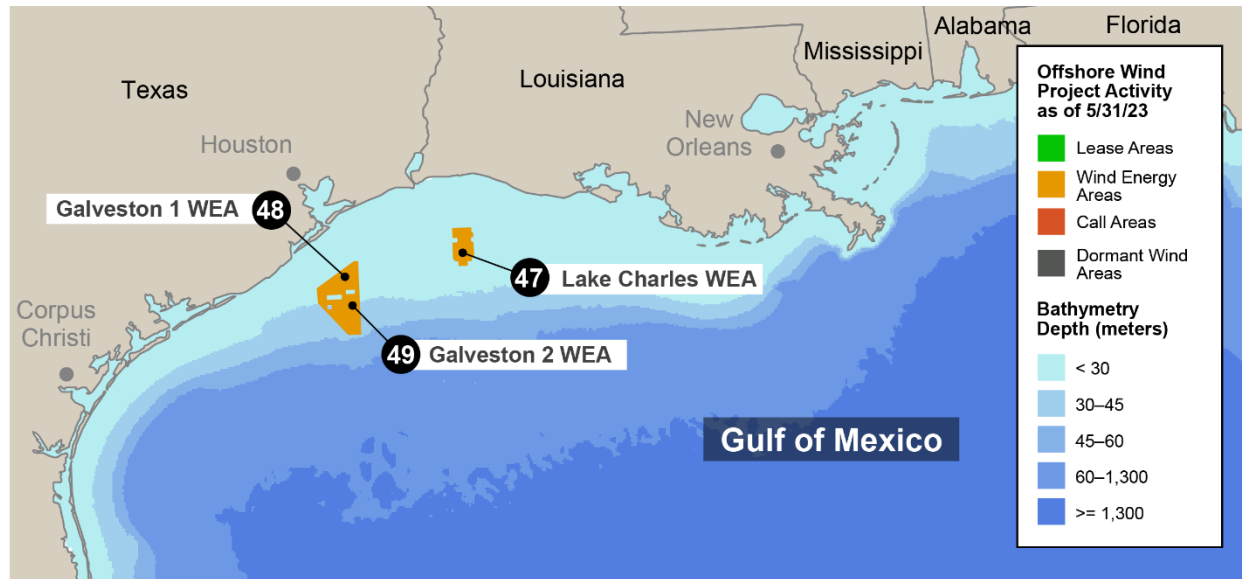 Alabama
Florida
Mississippi
Louisiana
Texas
Offshore Wind
Project Activity
as of 5/31/23
Lease Areas
Wind Energy
Areas
Call Areas
Dormant Wind
Areas
Bathymetry
Depth (meters)
< 30
30–45
45–60
60–1,300
>= 1,300
New
Orleans
Houston
Galveston 1 WEA
48
47
Lake Charles WEA
Corpus
Christi
49
Galveston 2 WEA
Gulf of Mexico